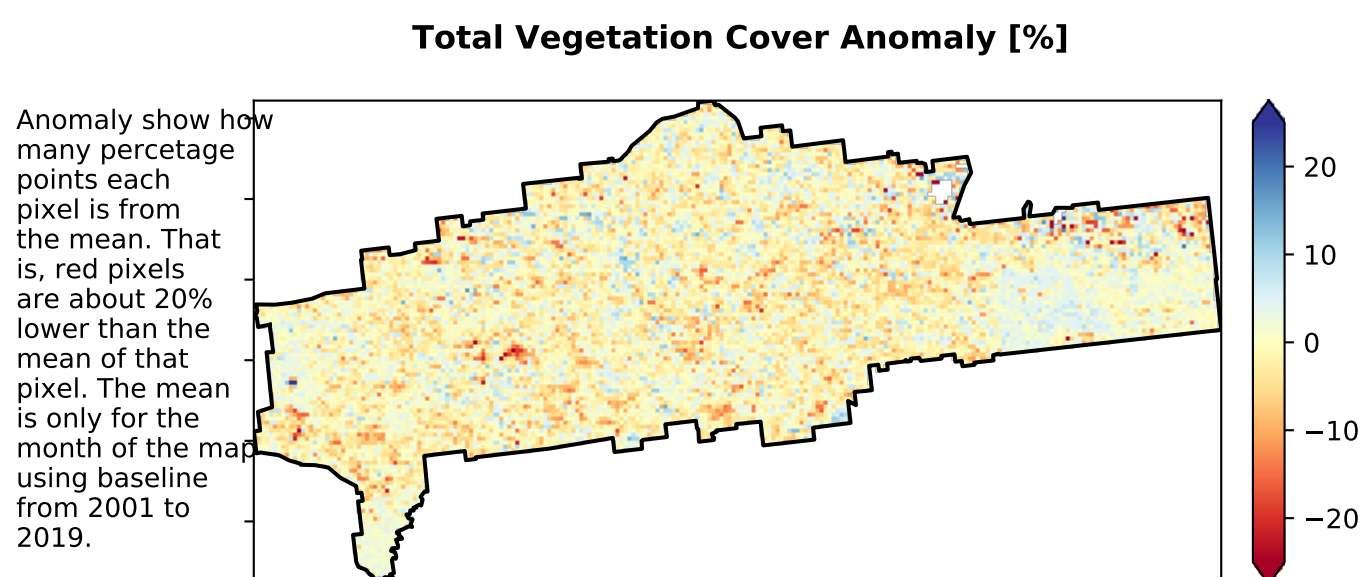 Total Vegetation Cover Anomaly [%]
Anomaly show how
many percetage
points each
pixel is from
the mean. That
is, red pixels
are about 20%
lower than the
mean of that
pixel. The mean
is only for the
month of the map
using baseline
from 2001 to
2019.
20
10
0
−10
−20